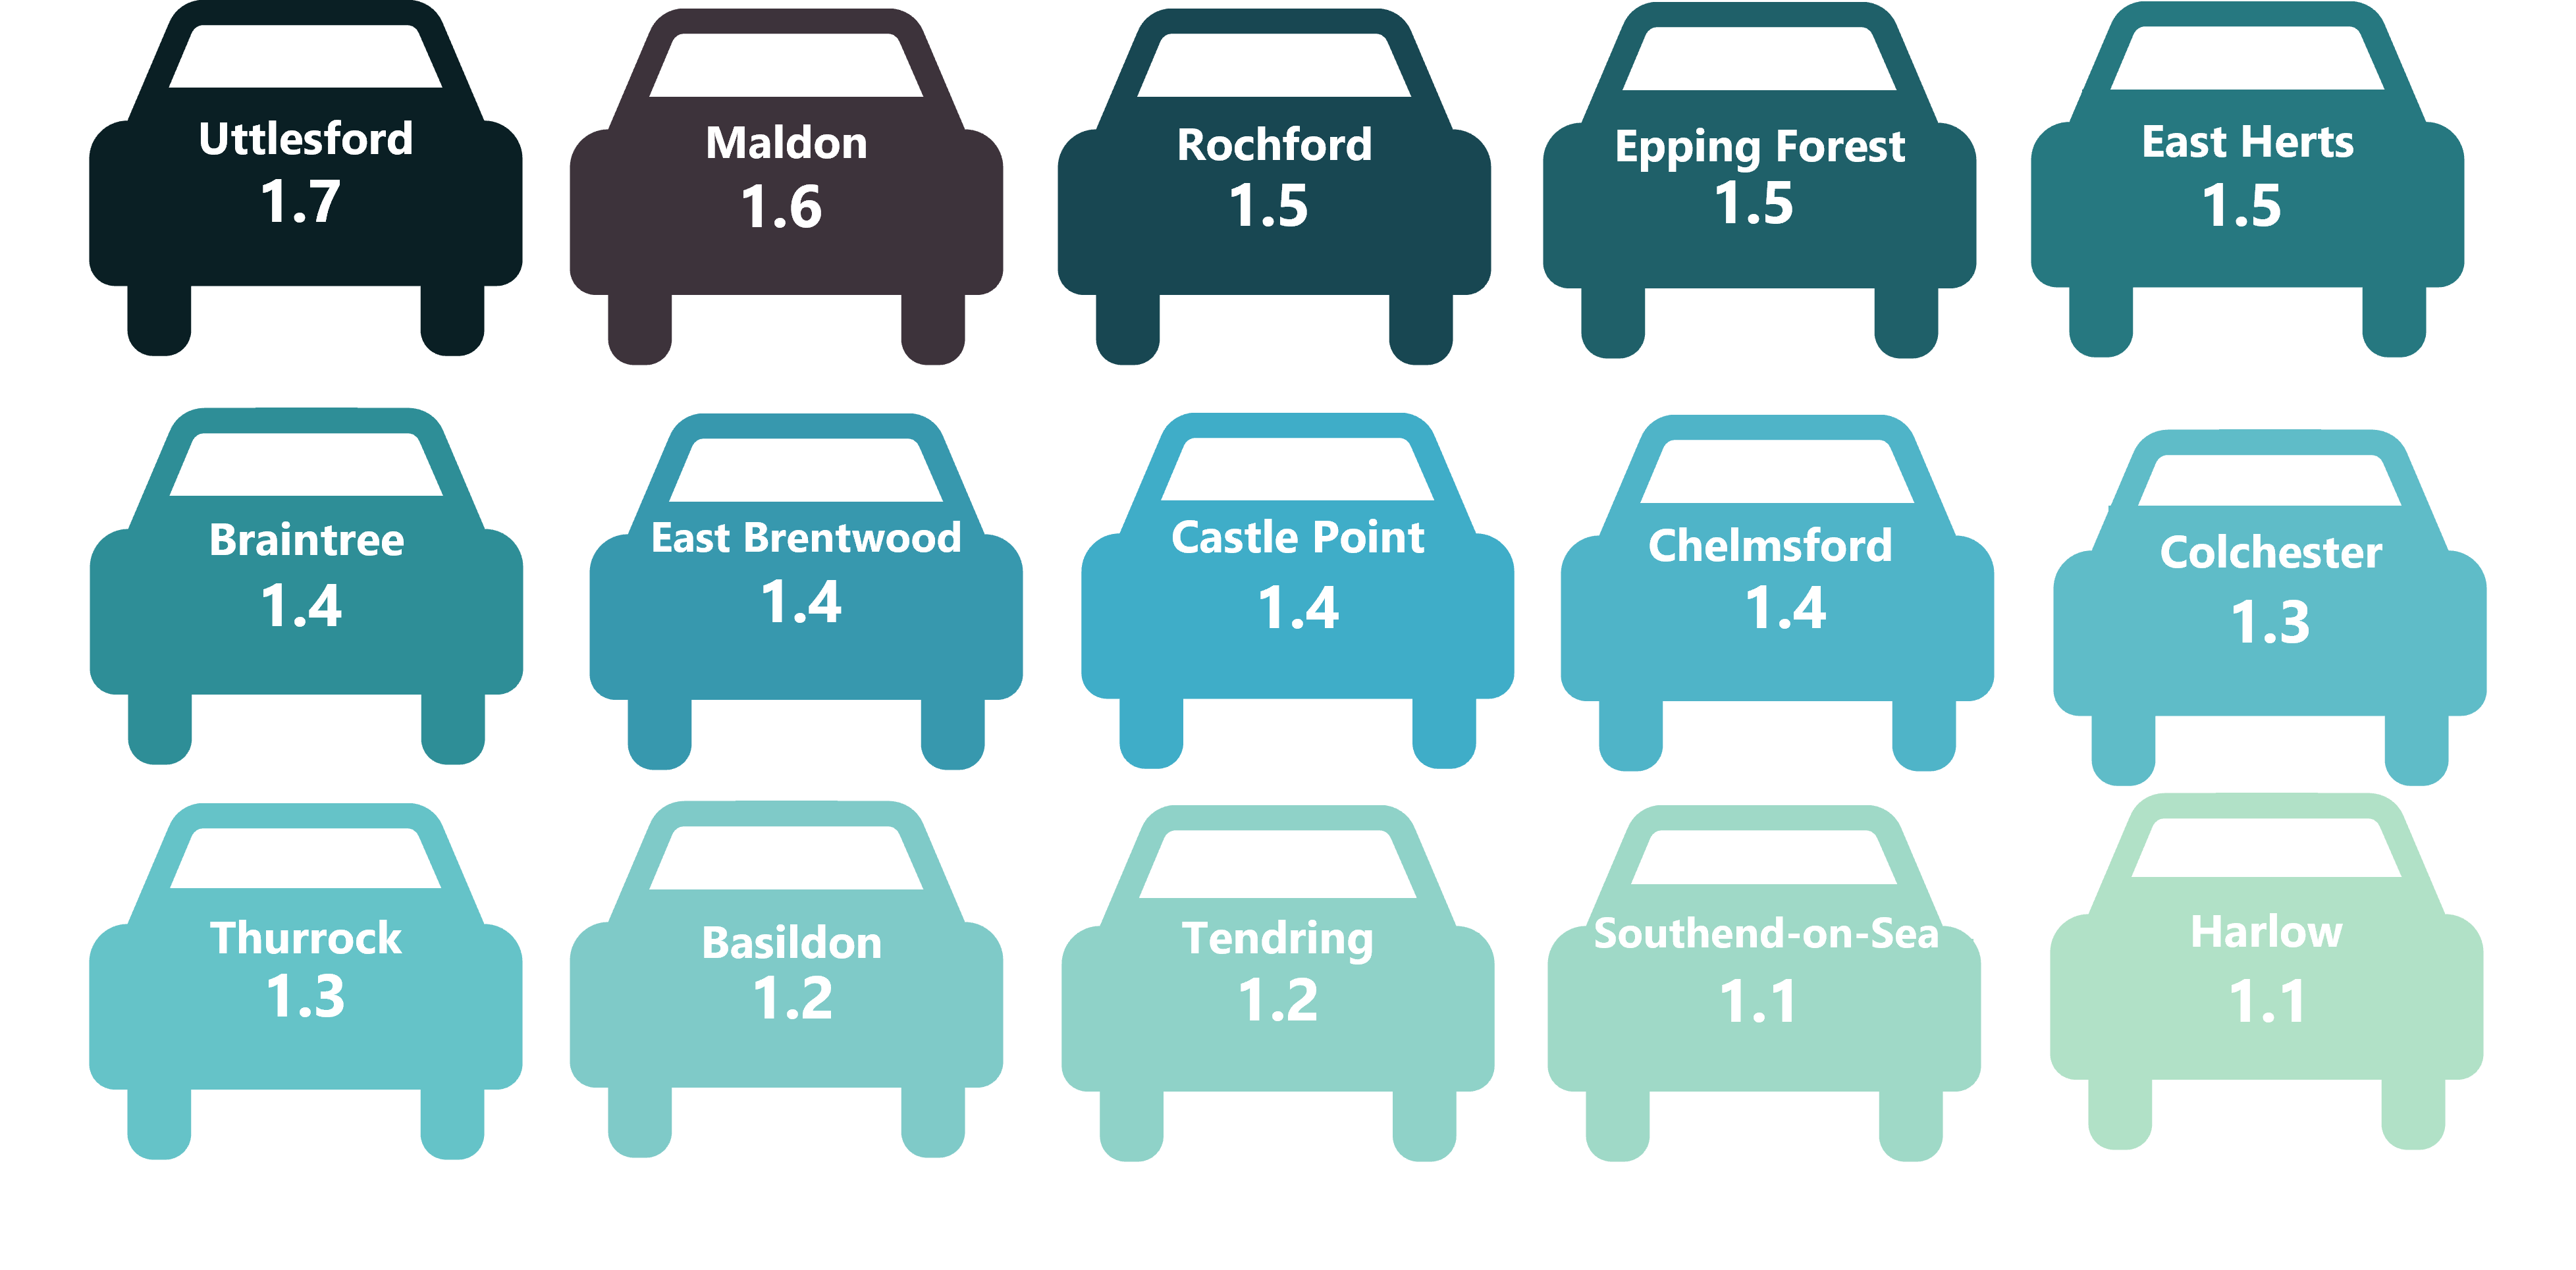 Uttlesford
1.7
Maldon
1.6
Rochford
1.5
Epping Forest
1.5
East Herts
1.5
Braintree
1.4
East Brentwood
1.4
Castle Point
1.4
Chelmsford
1.4
Colchester
1.3
Thurrock
1.3
Basildon
1.2
Tendring
1.2
Southend-on-Sea
1.1
Harlow
1.1